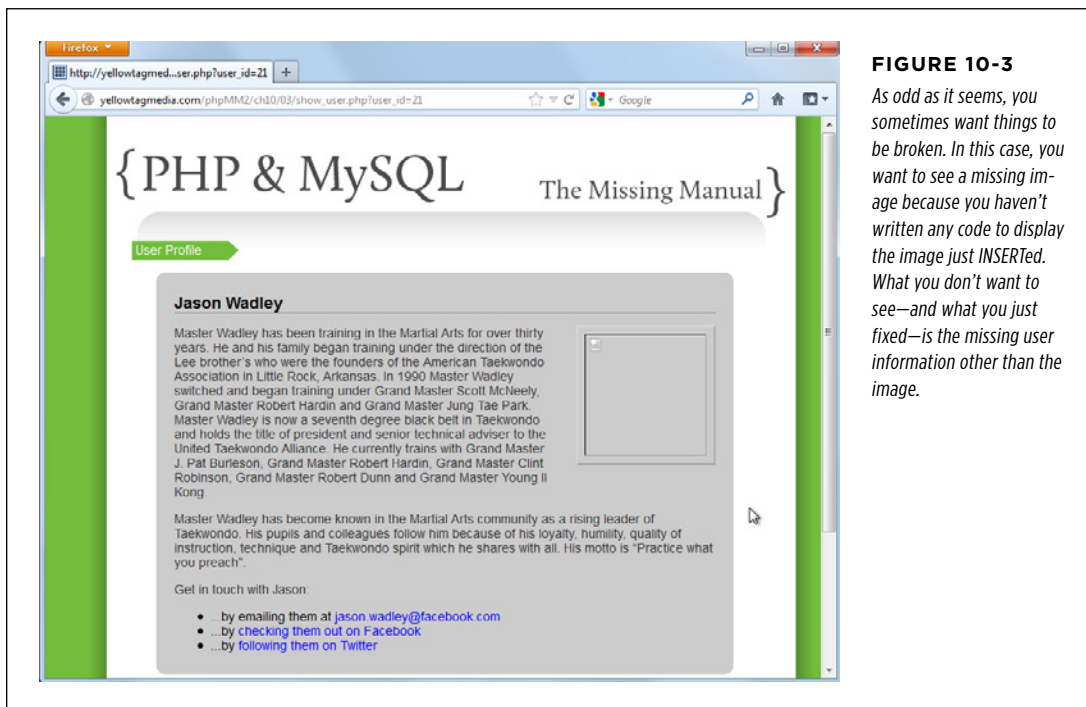 Firefox
http://yellowtagmed...ser.php?user_id=21
yellowtagmedia.com/phpMM2/ch10/03/show_user.php?user_id=21
Google
{PHP & MySQL
The Missing Manual}
User Profile
Jason Wadley
Master Wadley has been training in the Martial Arts for over thirty
years. He and his family began training under the direction of the
Lee brother's who were the founders of the American Taekwondo
Association in Little Rock, Arkansas. In 1990 Master Wadley
switched and began training under Grand Master Scott McNeely,
Grand Master Robert Hardin and Grand Master Jung Tae Park.
Master Wadley is now a seventh degree black belt in Taekwondo
and holds the title of president and senior technical adviser to the
United Taekwondo Alliance. He currently trains with Grand Master
J. Pat Burleson, Grand Master Robert Hardin, Grand Master Clint
Robinson, Grand Master Robert Dunn and Grand Master Young Il
Kong.
Master Wadley has become known in the Martial Arts community as a rising leader of
Taekwondo. His pupils and colleagues follow him because of his loyalty, humility, quality of
instruction, technique and Taekwondo spirit which he shares with all. His motto is "Practice what
you preach".
Get in touch with Jason:
• ...by emailing them at jason.wadley@facebook.com
• ...by checking them out on Facebook
• ...by following them on Twitter
FIGURE 10-3
As odd as it seems, you
sometimes want things to
be broken. In this case, you
want to see a missing im-
age because you haven't
written any code to display
the image just INSERTed.
What you don't want to
see—and what you just
fixed—is the missing user
information other than the
image.